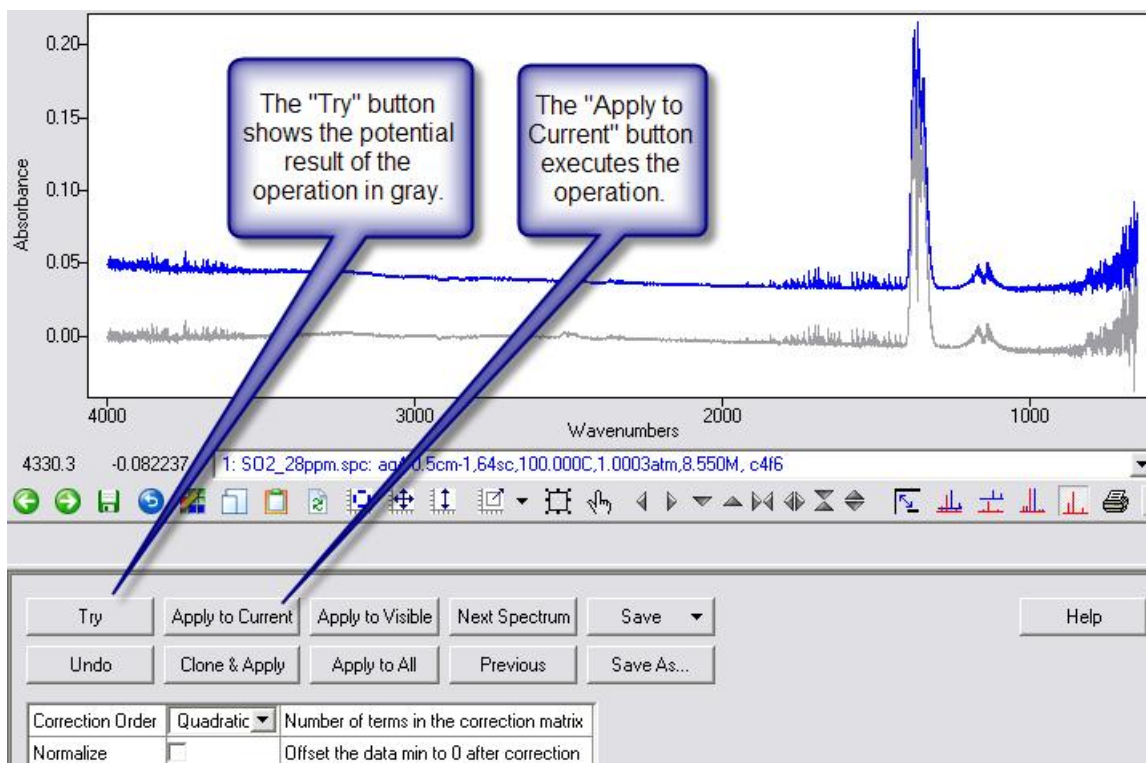 0.20
0.15
0.10
0.05
0.00
Absorbance
The "Try" button
shows the potential
result of the
operation in gray.
The "Apply to
Current" button
executes the
operation.
4000 3000 2000 1000
Wavenumbers
4330.3 -0.082237 1: SO2_28ppm.spc: 0.5cm-1,64sc,100.000C,1.0003atm,8.550M, c4f6
Try Apply to Current Apply to Visible Next Spectrum Save Help
Undo Clone & Apply Apply to All Previous Save As...
Correction Order Quadratic Number of terms in the correction matrix
Normalize Offset the data min to 0 after correction